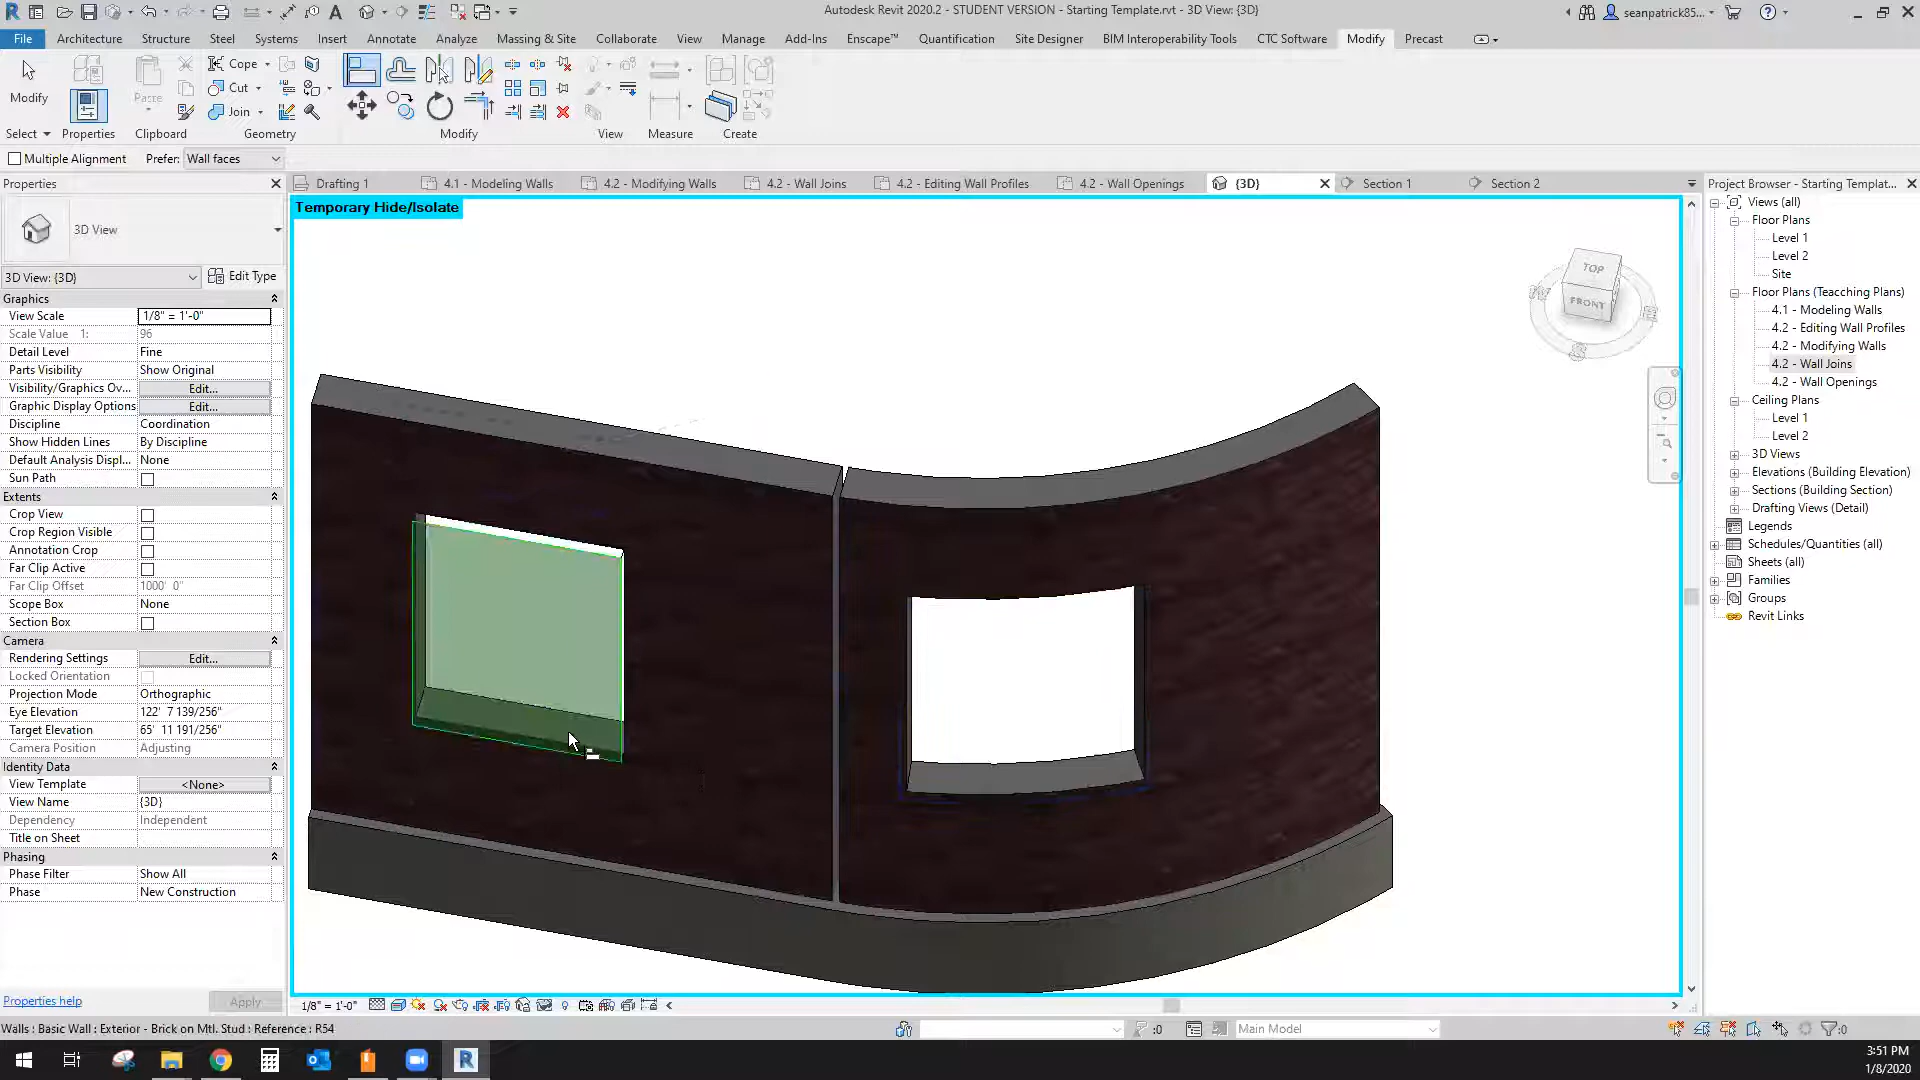 Autodesk Revit 2020.2 - STUDENT VERSION - Starting Template.rvt - 3D View: {3D}
seanpatrick85...
File Architecture Structure Steel Systems Insert Annotate Analyze Massing & Site Collaborate View Manage Add-Ins Enscape™ Quantification Site Designer BIM Interoperability Tools CTC Software Modify Precast
Modify
Paste
Cope
Cut
Join
Select Properties Clipboard Geometry Modify View Measure Create
Multiple Alignment Prefer: Wall faces
Properties
Drafting 1 4.1 - Modeling Walls 4.2 - Modifying Walls 4.2 - Wall Joins 4.2 - Editing Wall Profiles 4.2 - Wall Openings {3D} Section 1 Section 2
Project Browser - Starting Templat...
3D View
3D View: {3D} Edit Type
Graphics
View Scale 1/8" = 1'-0"
Scale Value 1: 96
Detail Level Fine
Parts Visibility Show Original
Visibility/Graphics Ov... Edit...
Graphic Display Options Edit...
Discipline Coordination
Show Hidden Lines By Discipline
Default Analysis Displ... None
Sun Path
Extents
Crop View
Crop Region Visible
Annotation Crop
Far Clip Active
Far Clip Offset 1000' 0"
Scope Box None
Section Box
Camera
Rendering Settings Edit...
Locked Orientation
Projection Mode Orthographic
Eye Elevation 122' 7 139/256"
Target Elevation 65' 11 191/256"
Camera Position Adjusting
Identity Data
View Template <None>
View Name {3D}
Dependency Independent
Title on Sheet
Phasing
Phase Filter Show All
Phase New Construction
Properties help Apply
Temporary Hide/Isolate
TOP
FRONT
Views (all)
Floor Plans
Level 1
Level 2
Site
Floor Plans (Teacching Plans)
4.1 - Modeling Walls
4.2 - Editing Wall Profiles
4.2 - Modifying Walls
4.2 - Wall Joins
4.2 - Wall Openings
Ceiling Plans
Level 1
Level 2
3D Views
Elevations (Building Elevation)
Sections (Building Section)
Drafting Views (Detail)
Legends
Schedules/Quantities (all)
Sheets (all)
Families
Groups
Revit Links
1/8" = 1'-0"
Walls : Basic Wall : Exterior - Brick on Mtl. Stud : Reference : R54
:0
Main Model
:0
3:51 PM
1/8/2020